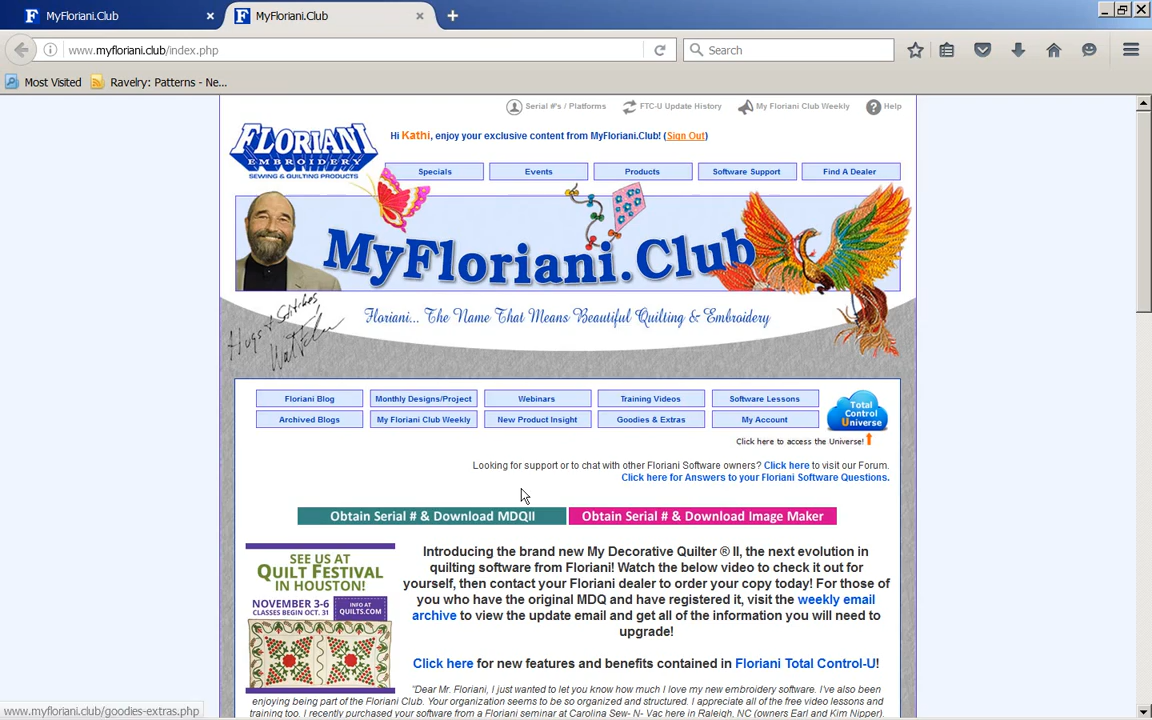 MyFloriani.Club
MyFloriani.Club
www.myfloriani.club/index.php
Search
Most Visited
Ravelry: Patterns - Ne...
Serial #'s / Platforms
FTC-U Update History
My Floriani Club Weekly
Help
FLORIANI
EMBROIDERY
SEWING & QUILTING PRODUCTS
Hi Kathi, enjoy your exclusive content from MyFloriani.Club! (Sign Out)
Specials
Events
Products
Software Support
Find A Dealer
MyFloriani.Club
Floriani... The Name That Means Beautiful Quilting & Embroidery
Hugs & Stitches
Floriani Blog
Monthly Designs/Project
Webinars
Training Videos
Software Lessons
Archived Blogs
My Floriani Club Weekly
New Product Insight
Goodies & Extras
My Account
Total
Control
Universe
Click here to access the Universe!
Looking for support or to chat with other Floriani Software owners? Click here to visit our Forum.
Click here for Answers to your Floriani Software Questions.
Obtain Serial # & Download MDQII
Obtain Serial # & Download Image Maker
SEE US AT
QUILT FESTIVAL
IN HOUSTON!
NOVEMBER 3-6
CLASSES BEGIN OCT. 31
INFO AT
QUILTS.COM
Introducing the brand new My Decorative Quilter ® II, the next evolution in
quilting software from Floriani! Watch the below video to check it out for
yourself, then contact your Floriani dealer to order your copy today! For those of
you who have the original MDQ and have registered it, visit the weekly email
archive to view the update email and get all of the information you will need to
upgrade!
Click here for new features and benefits contained in Floriani Total Control-U!
"Dear Mr. Floriani, I just wanted to let you know how much I love my new embroidery software. I've also been
enjoying being part of the Floriani Club. Your organization seems to be so organized and structured. I appreciate all of the free video lessons and
training too. I recently purchased your software from a Floriani seminar at Carolina Sew- N- Vac here in Raleigh, NC (owners Earl and Kim Nipper).
www.myfloriani.club/goodies-extras.php